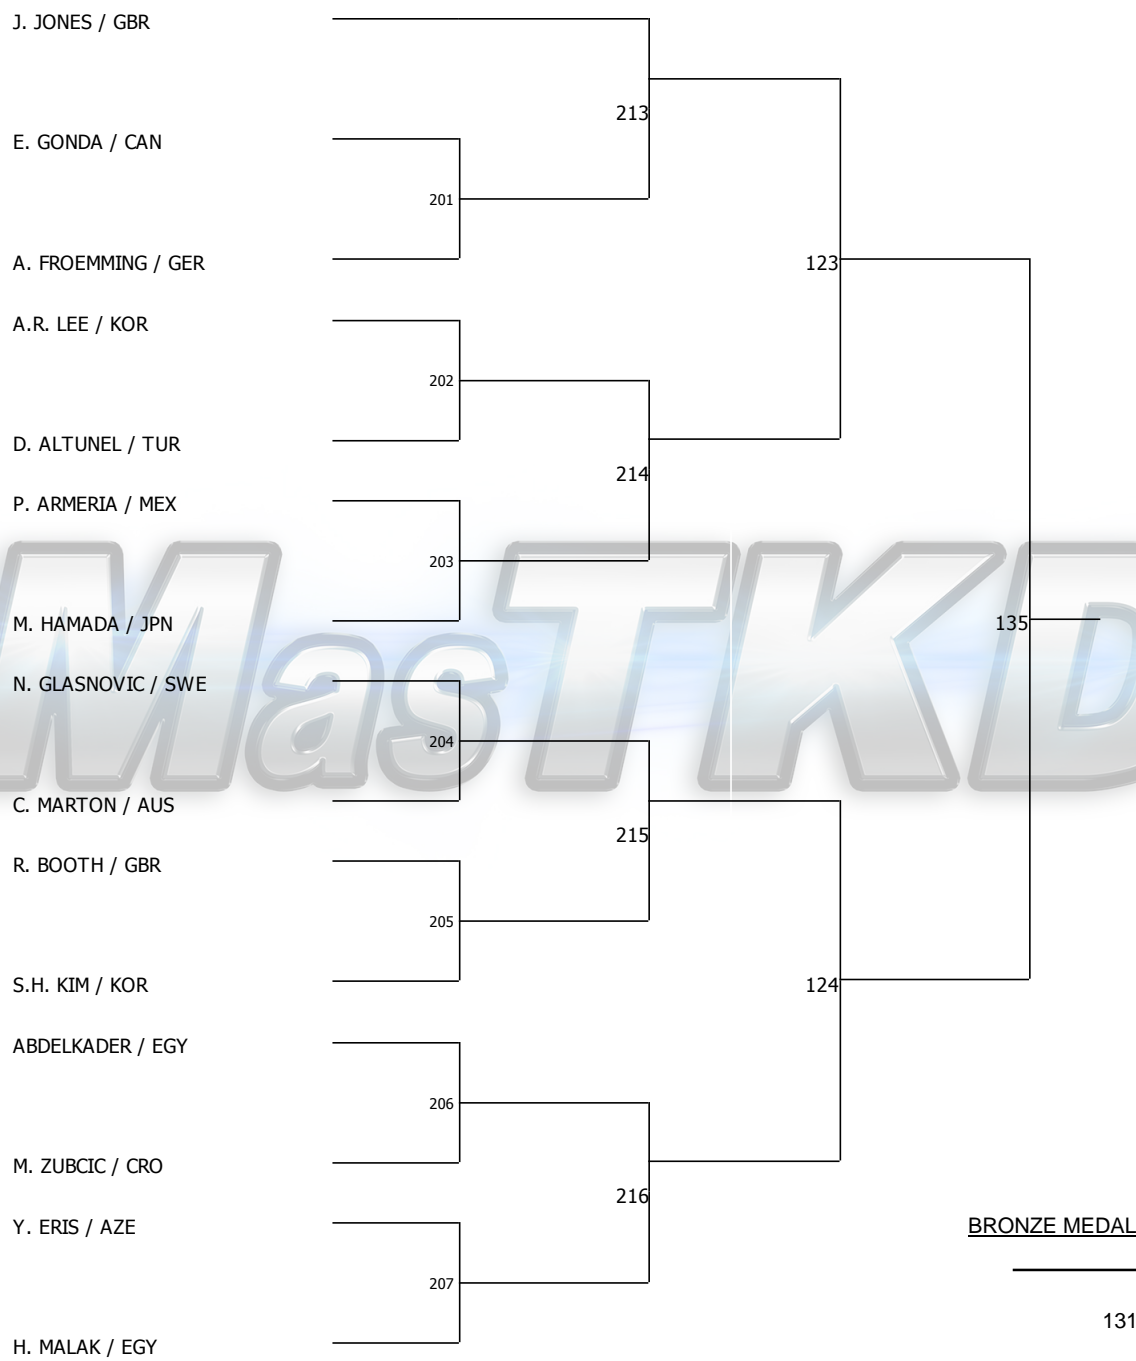 J. JONES / GBR
213
E. GONDA / CAN
201
A. FROEMMING / GER
123
A.R. LEE / KOR
202
D. ALTUNEL / TUR
214
P. ARMERIA / MEX
203
M. HAMADA / JPN
135
MasTKD
N. GLASNOVIC / SWE
204
C. MARTON / AUS
215
R. BOOTH / GBR
205
S.H. KIM / KOR
124
ABDELKADER / EGY
206
M. ZUBCIC / CRO
216
Y. ERIS / AZE
BRONZE MEDAL
207
131
H. MALAK / EGY